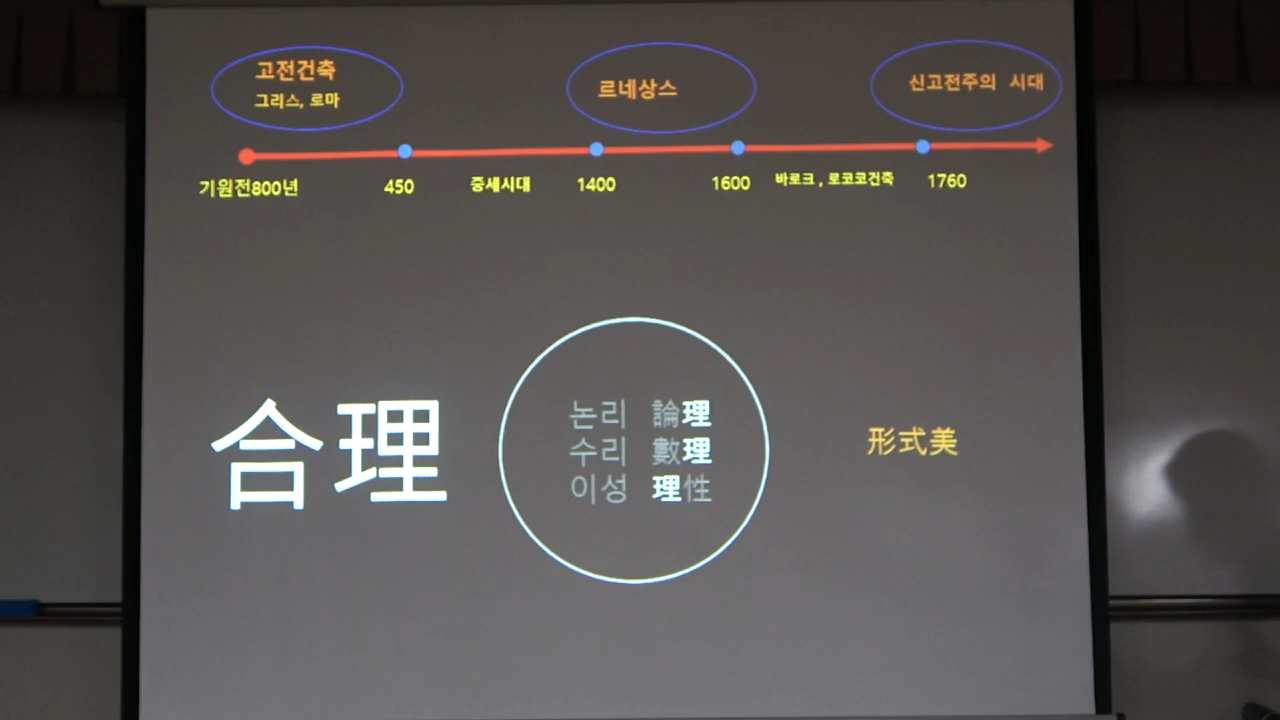 고전건축
그리스, 로마
르네상스
신고전주의 시대
기원전800년
450
중세시대
1400
1600
바로크 , 로코코건축
1760
合理
논리 論理
수리 數理
이성 理性
形式美